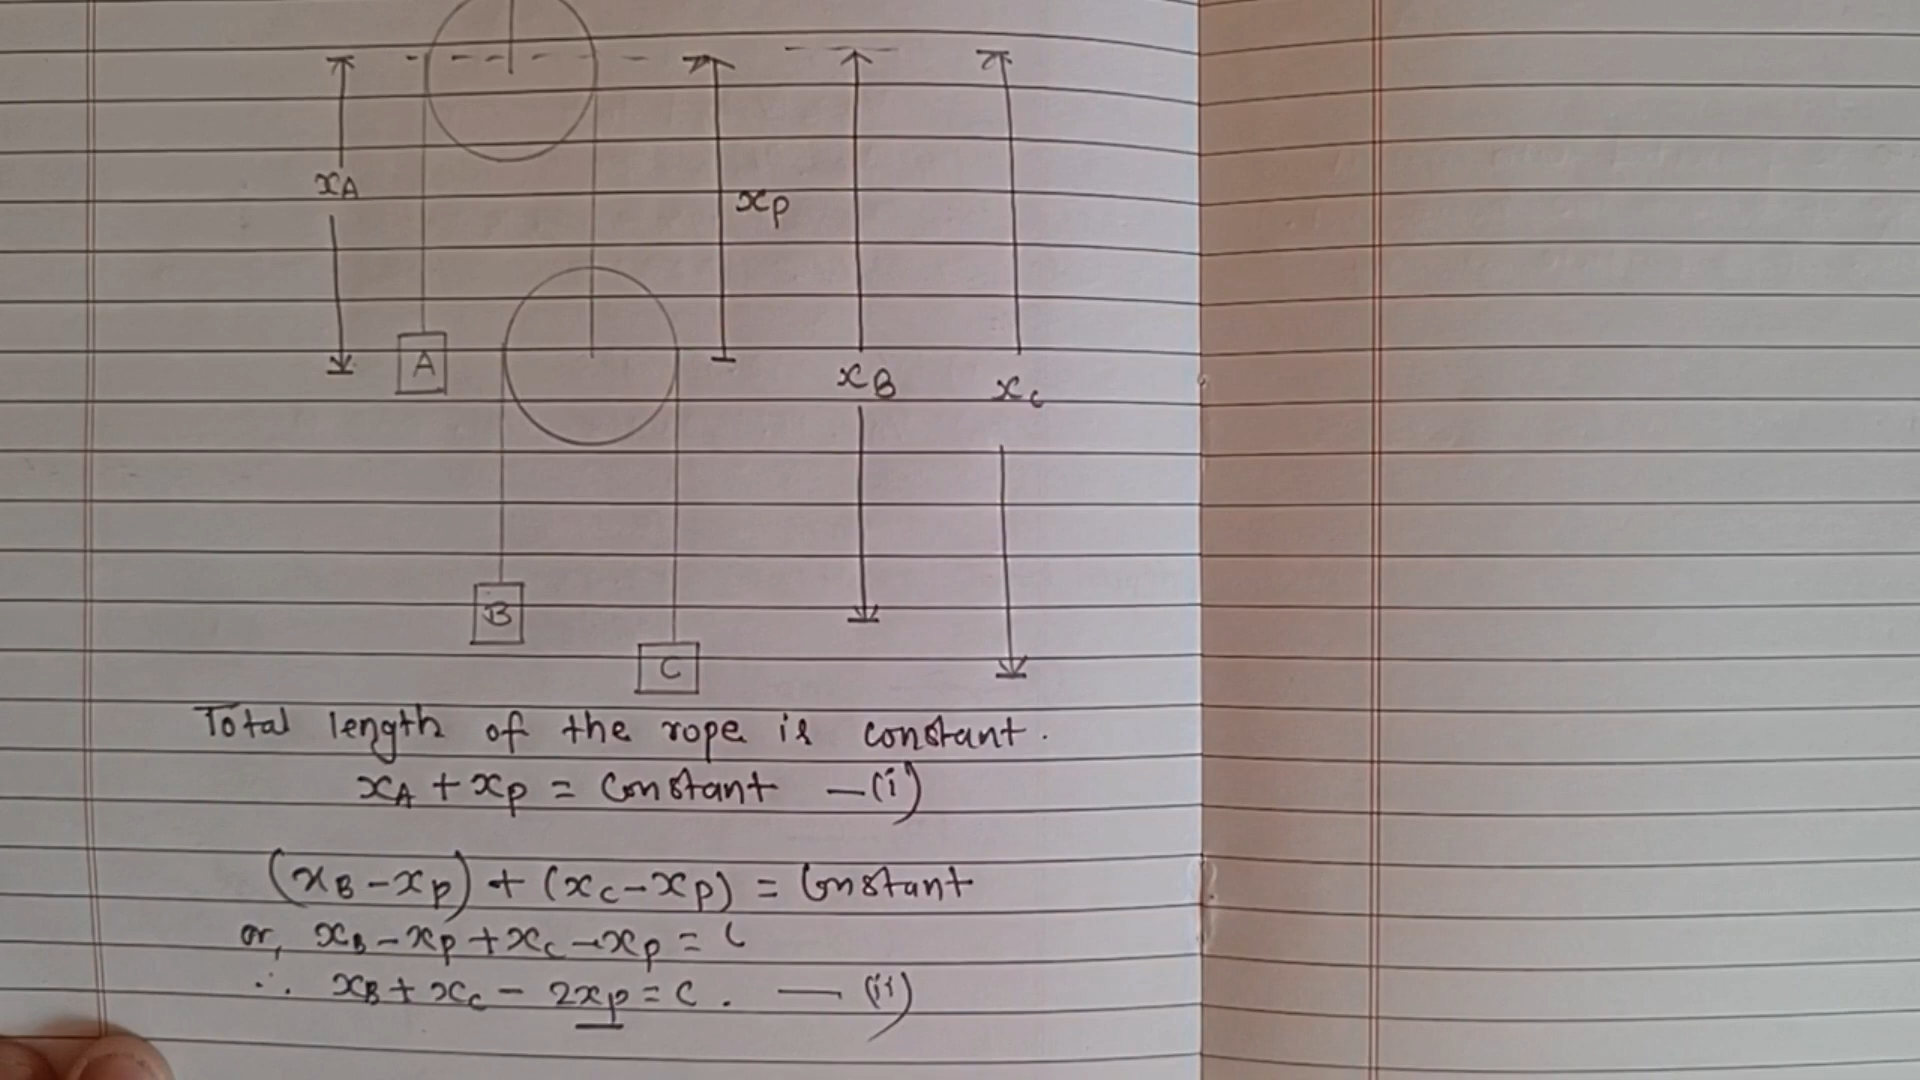 xA
xp
xB
xc
A
B
C
Total length of the rope is constant.
xA + xp = Constant —(i)
(xB - xp) + (xc - xp) = Constant
or, xB - xp + xc - xp = C
∴ xB + xc - 2xp = C. — (ii)